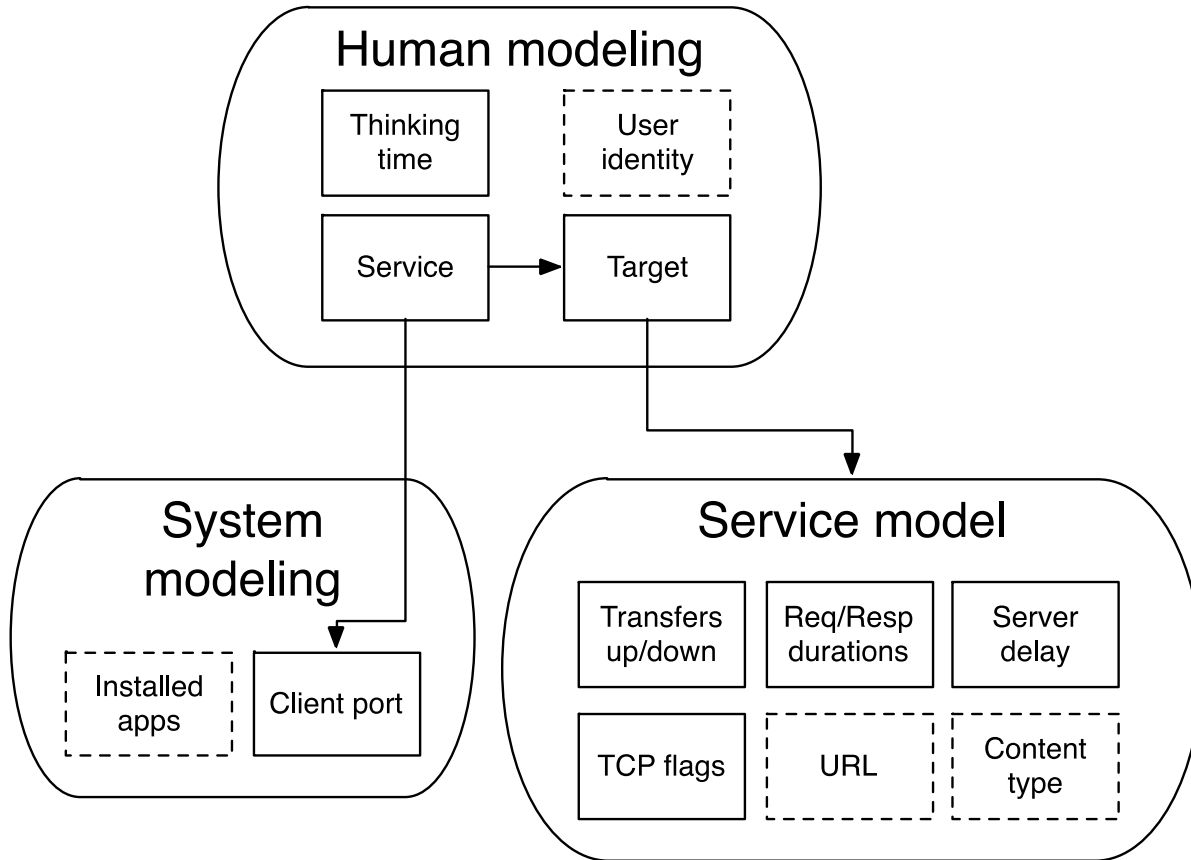 Human modeling
Thinking
time
User
identity
Service
Target
System
modeling
Installed
apps
Client port
Service model
Transfers
up/down
Req/Resp
durations
Server
delay
TCP flags
URL
Content
type